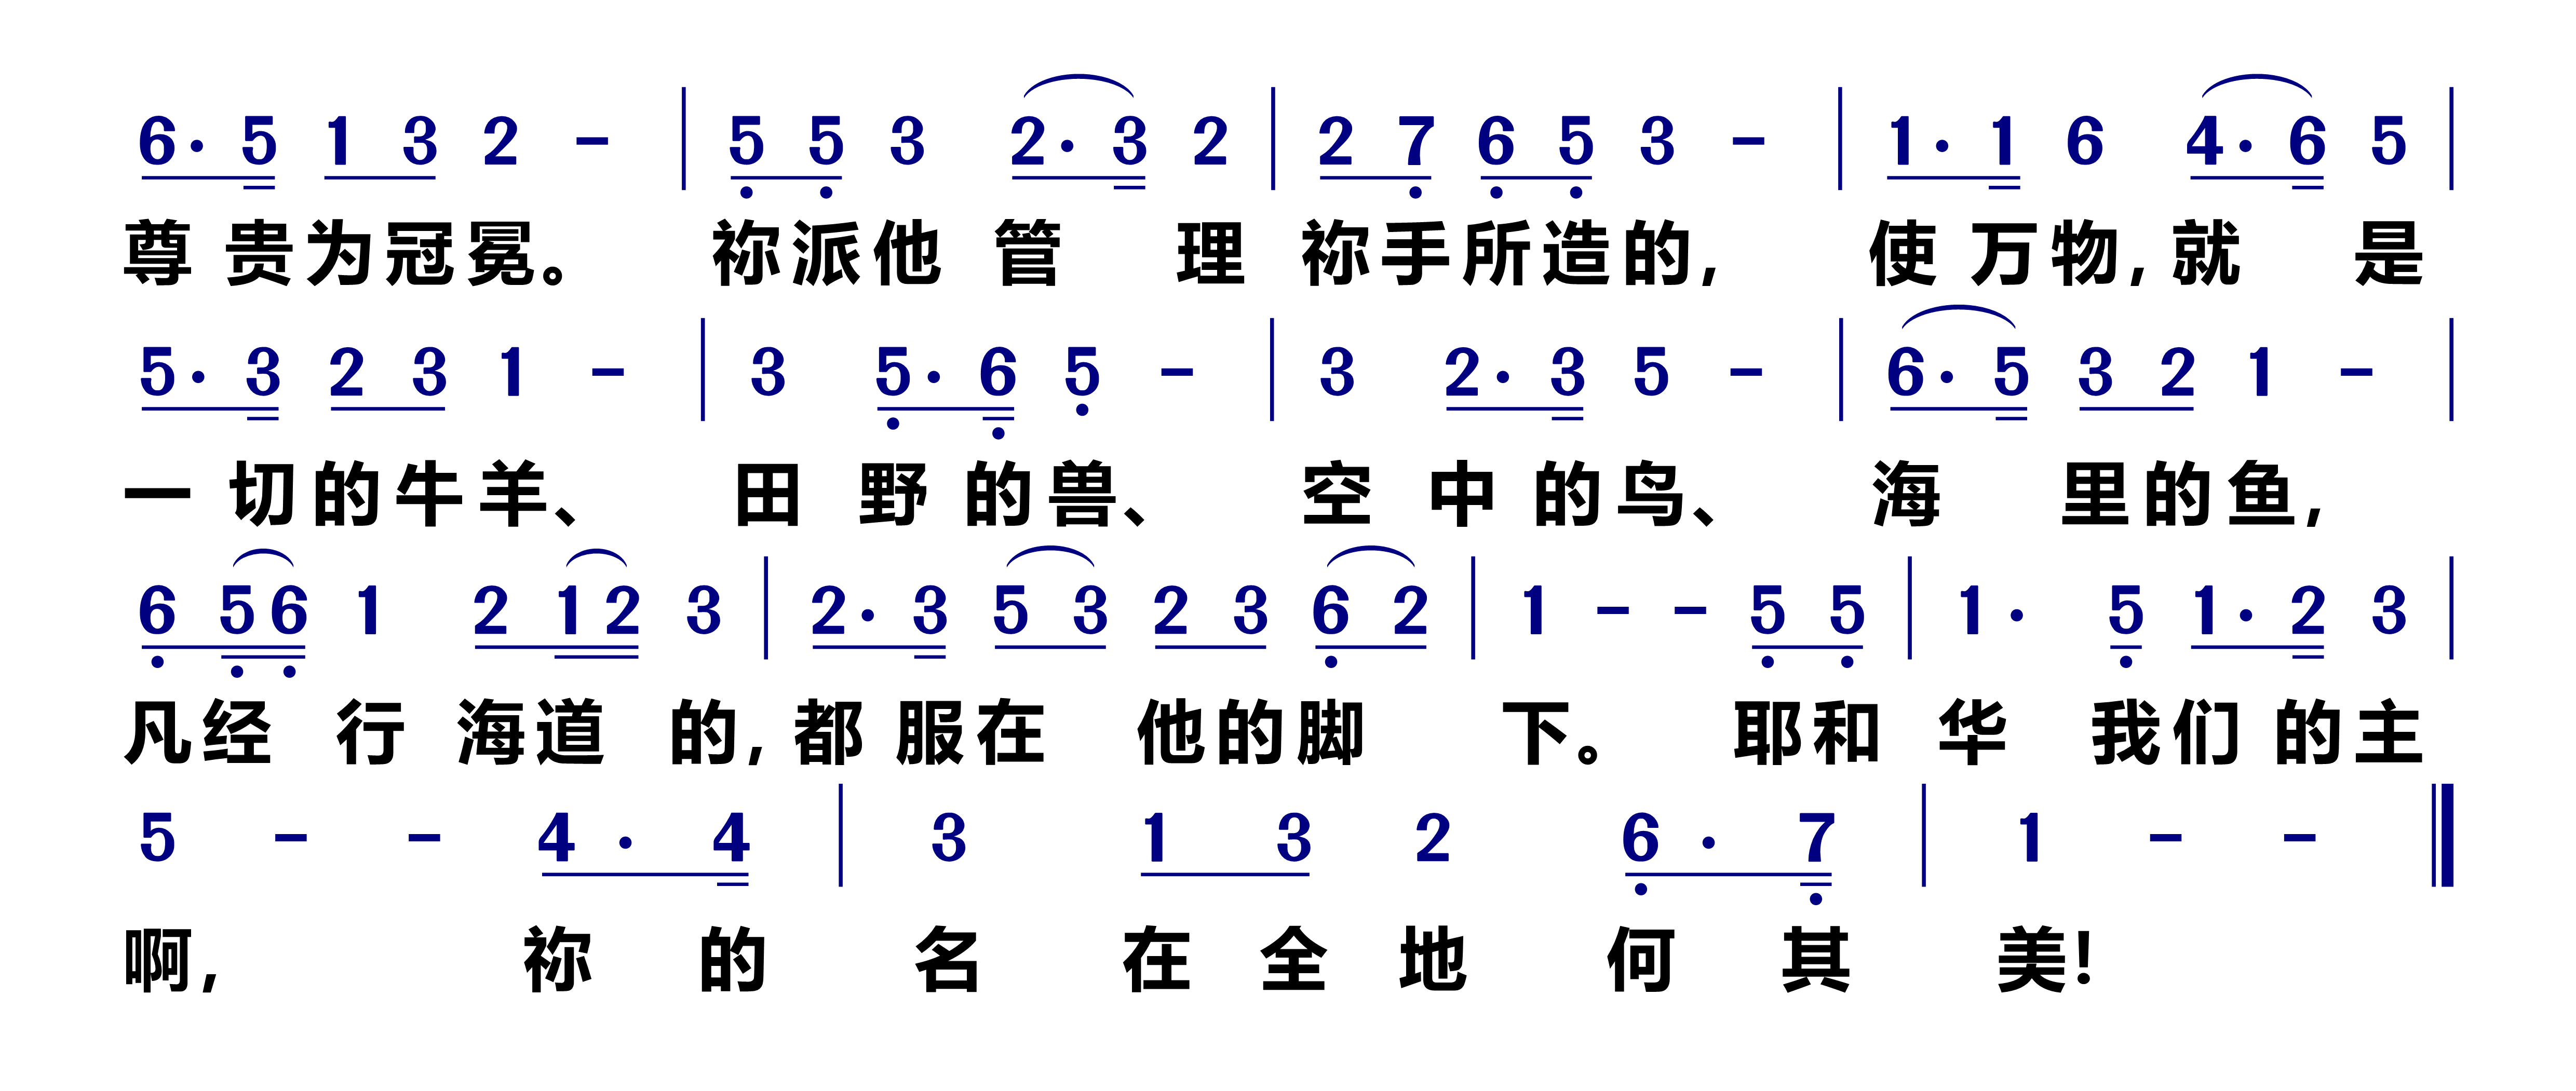 6· 5 1 3 2 – | 5 5 3 2· 3 2 | 2 7 6 5 3 – | 1· 1 6 4· 6 5 |
尊贵为冠冕。 祢派他管理 祢手所造的, 使万物,就是
5· 3 2 3 1 – | 3 5· 6 5 – | 3 2· 3 5 – | 6· 5 3 2 1 – |
一切的牛羊、 田野的兽、 空中的鸟、 海里的鱼,
6 5 6 1 2 1 2 3 | 2· 3 5 3 2 3 6 2 | 1 – – 5 5 | 1· 5 1· 2 3 |
凡经行海道的, 都服在他的脚下。 耶和华我们的主
5 – – 4· 4 | 3 1 3 2 6· 7 | 1 – – ‖
啊, 祢的名在全地何其美!